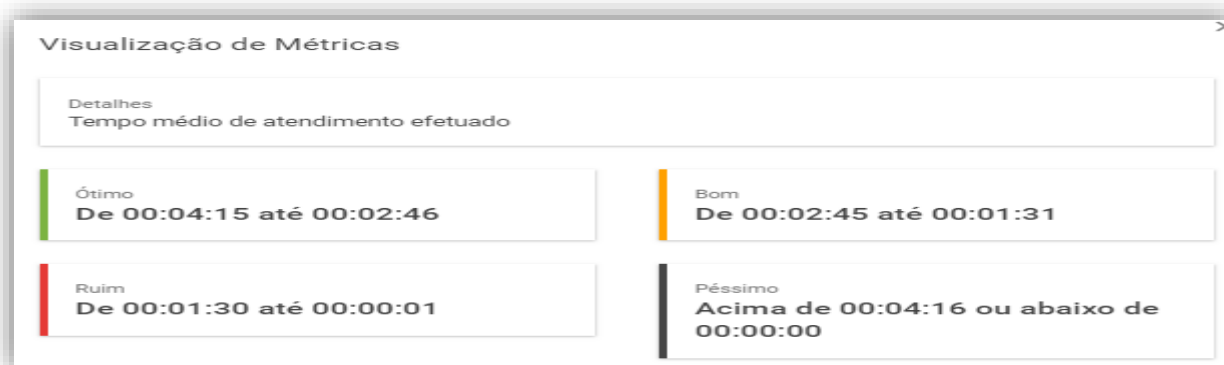 Visualização de Métricas
Detalhes
Tempo médio de atendimento efetuado
Ótimo
De 00:04:15 até 00:02:46
Bom
De 00:02:45 até 00:01:31
Ruim
De 00:01:30 até 00:00:01
Péssimo
Acima de 00:04:16 ou abaixo de
00:00:00